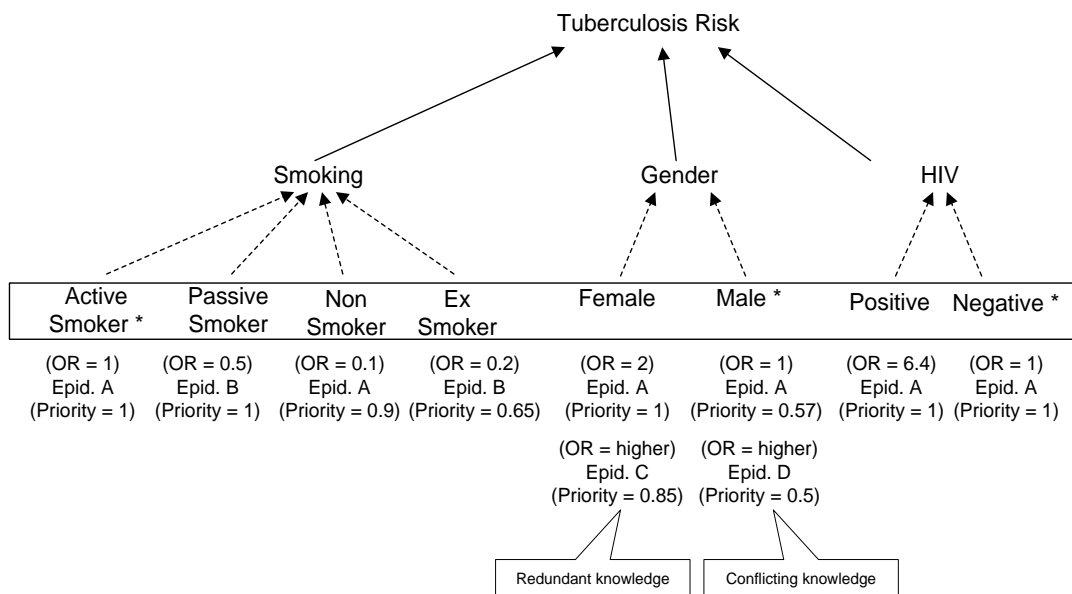 Tuberculosis Risk
Smoking Gender HIV
Active Passive Non Ex Female Male * Positive Negative *
Smoker * Smoker Smoker Smoker
(OR = 1) (OR = 0.5) (OR = 0.1) (OR = 0.2) (OR = 2) (OR = 1) (OR = 6.4) (OR = 1)
Epid. A Epid. B Epid. A Epid. B Epid. A Epid. A Epid. A Epid. A
(Priority = 1) (Priority = 1) (Priority = 0.9) (Priority = 0.65) (Priority = 1) (Priority = 0.57) (Priority = 1) (Priority = 1)
(OR = higher) (OR = higher)
Epid. C Epid. D
(Priority = 0.85) (Priority = 0.5)
Redundant knowledge Conflicting knowledge